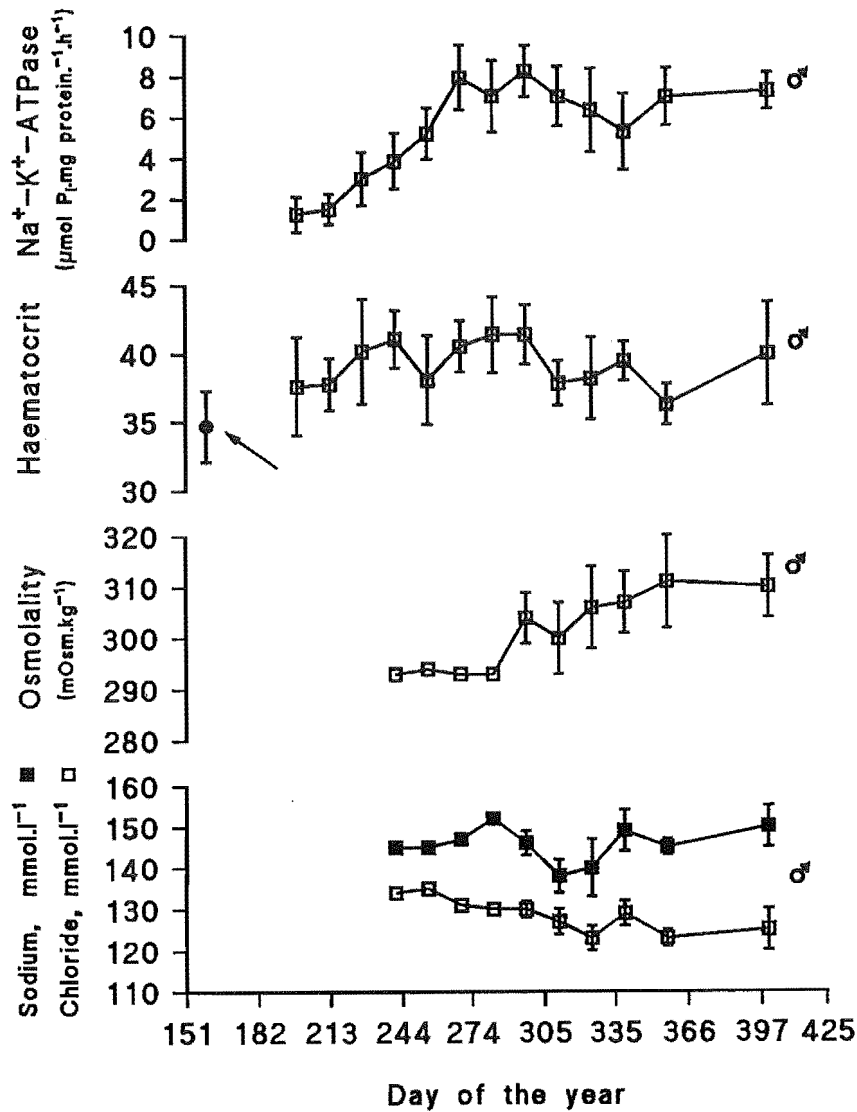 Na⁺–K⁺–ATPase
(µmol Pᵢ.mg protein.⁻¹.h⁻¹)
10
8
6
4
2
0
Haematocrit
45
40
35
30
Osmolality
(mOsm.kg⁻¹)
320
310
300
290
280
Sodium, mmol.l⁻¹ ■
Chloride, mmol.l⁻¹ □
160
150
140
130
120
110
151 182 213 244 274 305 335 366 397 425
Day of the year